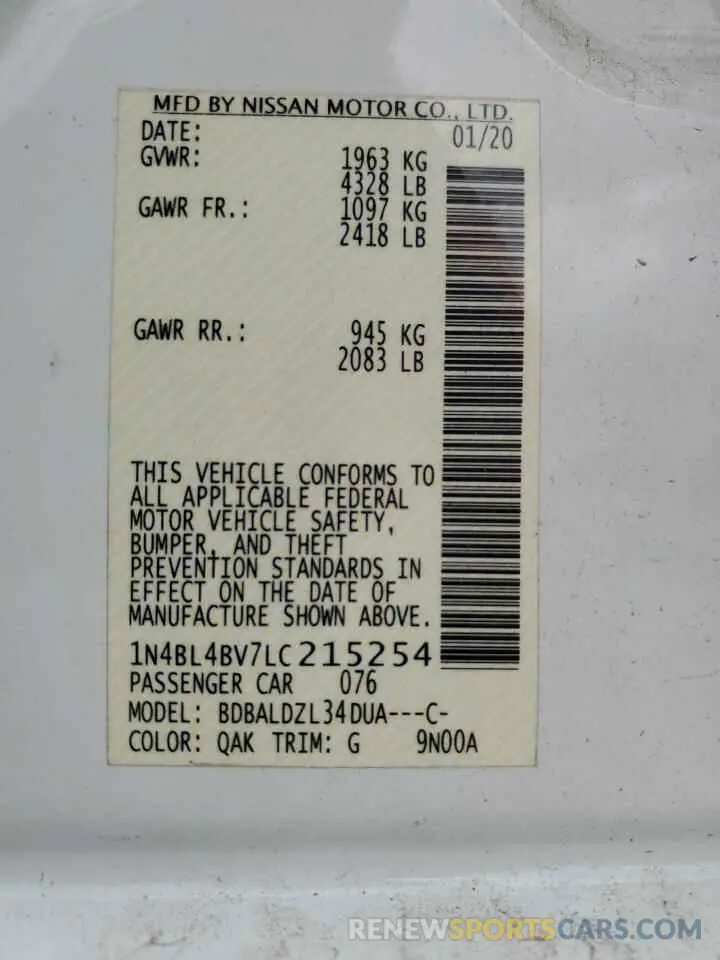 MFD BY NISSAN MOTOR CO., LTD.
DATE: 01/20
GVWR: 1963 KG
4328 LB
GAWR FR.: 1097 KG
2418 LB
GAWR RR.: 945 KG
2083 LB
THIS VEHICLE CONFORMS TO
ALL APPLICABLE FEDERAL
MOTOR VEHICLE SAFETY,
BUMPER, AND THEFT
PREVENTION STANDARDS IN
EFFECT ON THE DATE OF
MANUFACTURE SHOWN ABOVE.
1N4BL4BV7LC215254
PASSENGER CAR 076
MODEL: BDBALDZL34DUA---C-
COLOR: QAK TRIM: G 9N00A
RENEWSPORTSCARS.COM